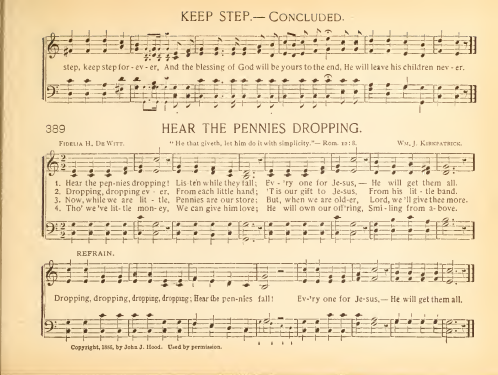 KEEP STEP.— CONCLUDED.
step, keep step for - ev - er, And the blessing of God will be yours to the end, He will leave his children nev - er.
389
HEAR THE PENNIES DROPPING.
FIDELIA H. DE WITT. "He that giveth, let him do it with simplicity."— Rom. 12: 8. WM. J. KIRKPATRICK.
1. Hear the pen-nies dropping! Lis-ten while they fall; Ev - 'ry one for Je-sus, — He will get them all.
2. Dropping, dropping ev - er, From each little hand; 'Tis our gift to Je-sus, From his lit - tle band.
3. Now, while we are lit - tle, Pennies are our store; But, when we are old-er, Lord, we'll give thee more.
4. Tho' we've lit-tle mon-ey, We can give him love; He will own our off'ring, Smil - ing from a-bove.
REFRAIN.
Dropping, dropping, dropping, dropping; Hear the pen-nies fall! Ev-'ry one for Je-sus,— He will get them all.
Copyright, 1886, by John J. Hood. Used by permission.